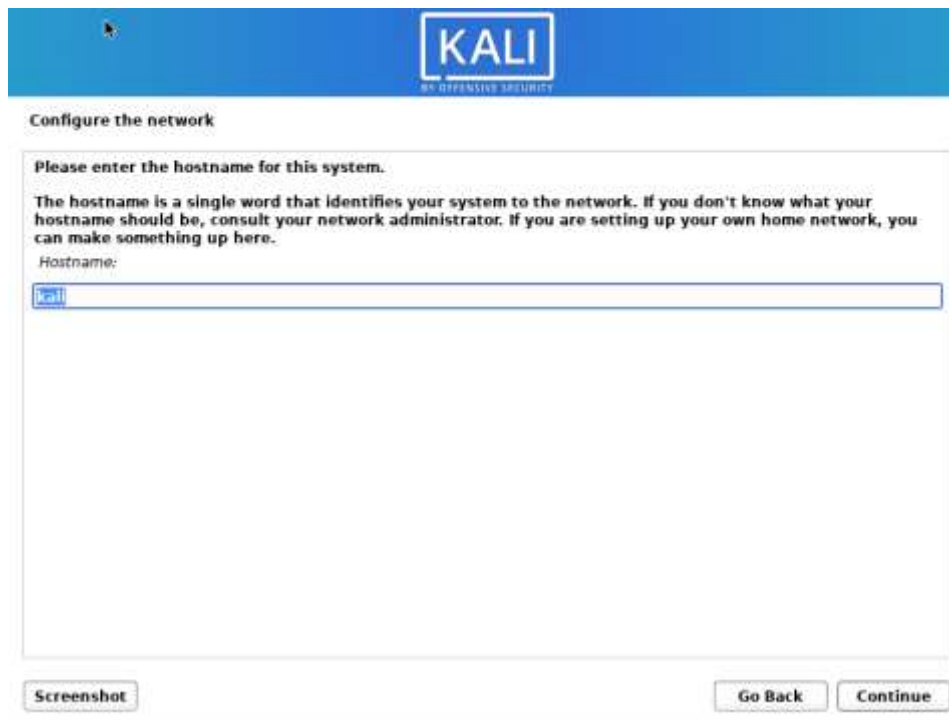 KALI
BY OFFENSIVE SECURITY
Configure the network
Please enter the hostname for this system.
The hostname is a single word that identifies your system to the network. If you don't know what your
hostname should be, consult your network administrator. If you are setting up your own home network, you
can make something up here.
Hostname:
kali
Screenshot
Go Back
Continue